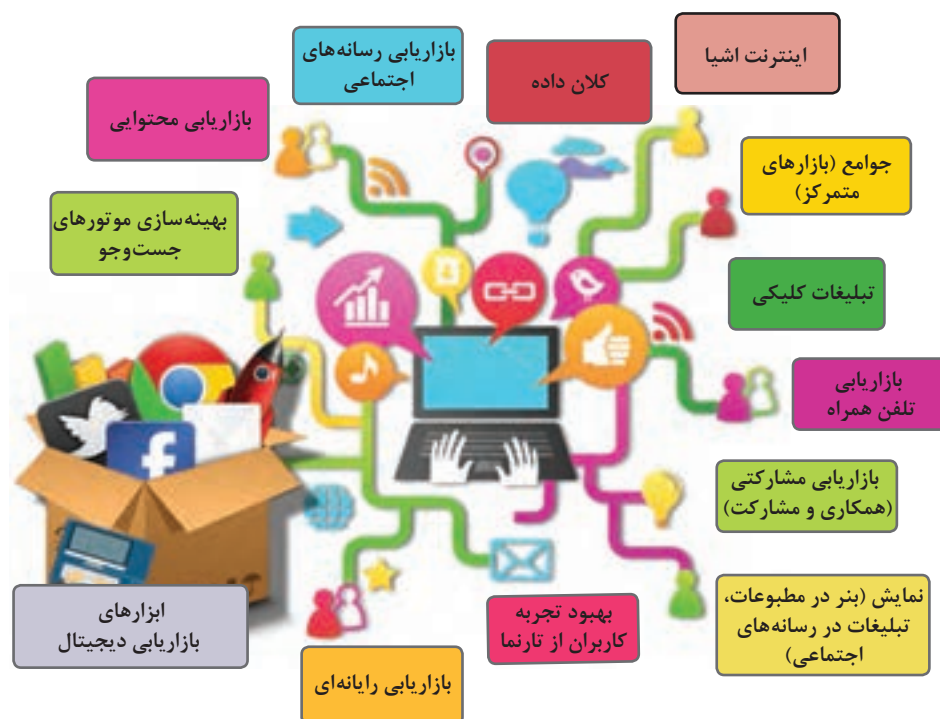 اینترنت اشیا
کلان داده
بازاریابی رسانه‌های
اجتماعی
بازاریابی محتوایی
جوامع (بازارهای
متمرکز)
بهینه‌سازی موتورهای
جست‌وجو
تبلیغات کلیکی
بازاریابی
تلفن همراه
بازاریابی مشارکتی
(همکاری و مشارکت)
نمایش (بنر در مطبوعات،
تبلیغات در رسانه‌های
اجتماعی)
بهبود تجربه
کاربران از تارنما
بازاریابی رایانه‌ای
ابزارهای
بازاریابی دیجیتال